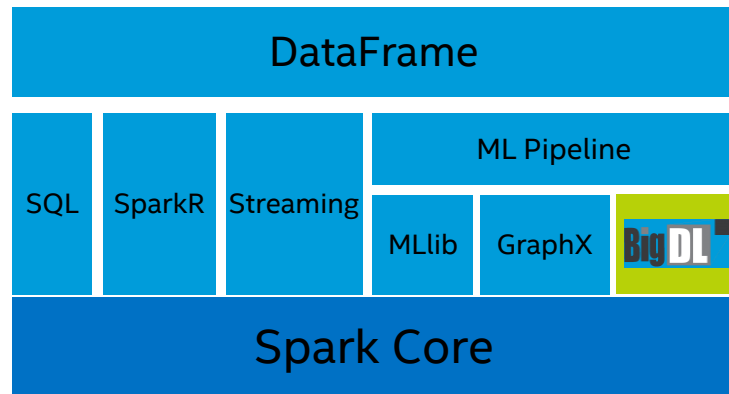 DataFrame
SQL
SparkR
Streaming
ML Pipeline
MLlib
GraphX
BigDL
Spark Core